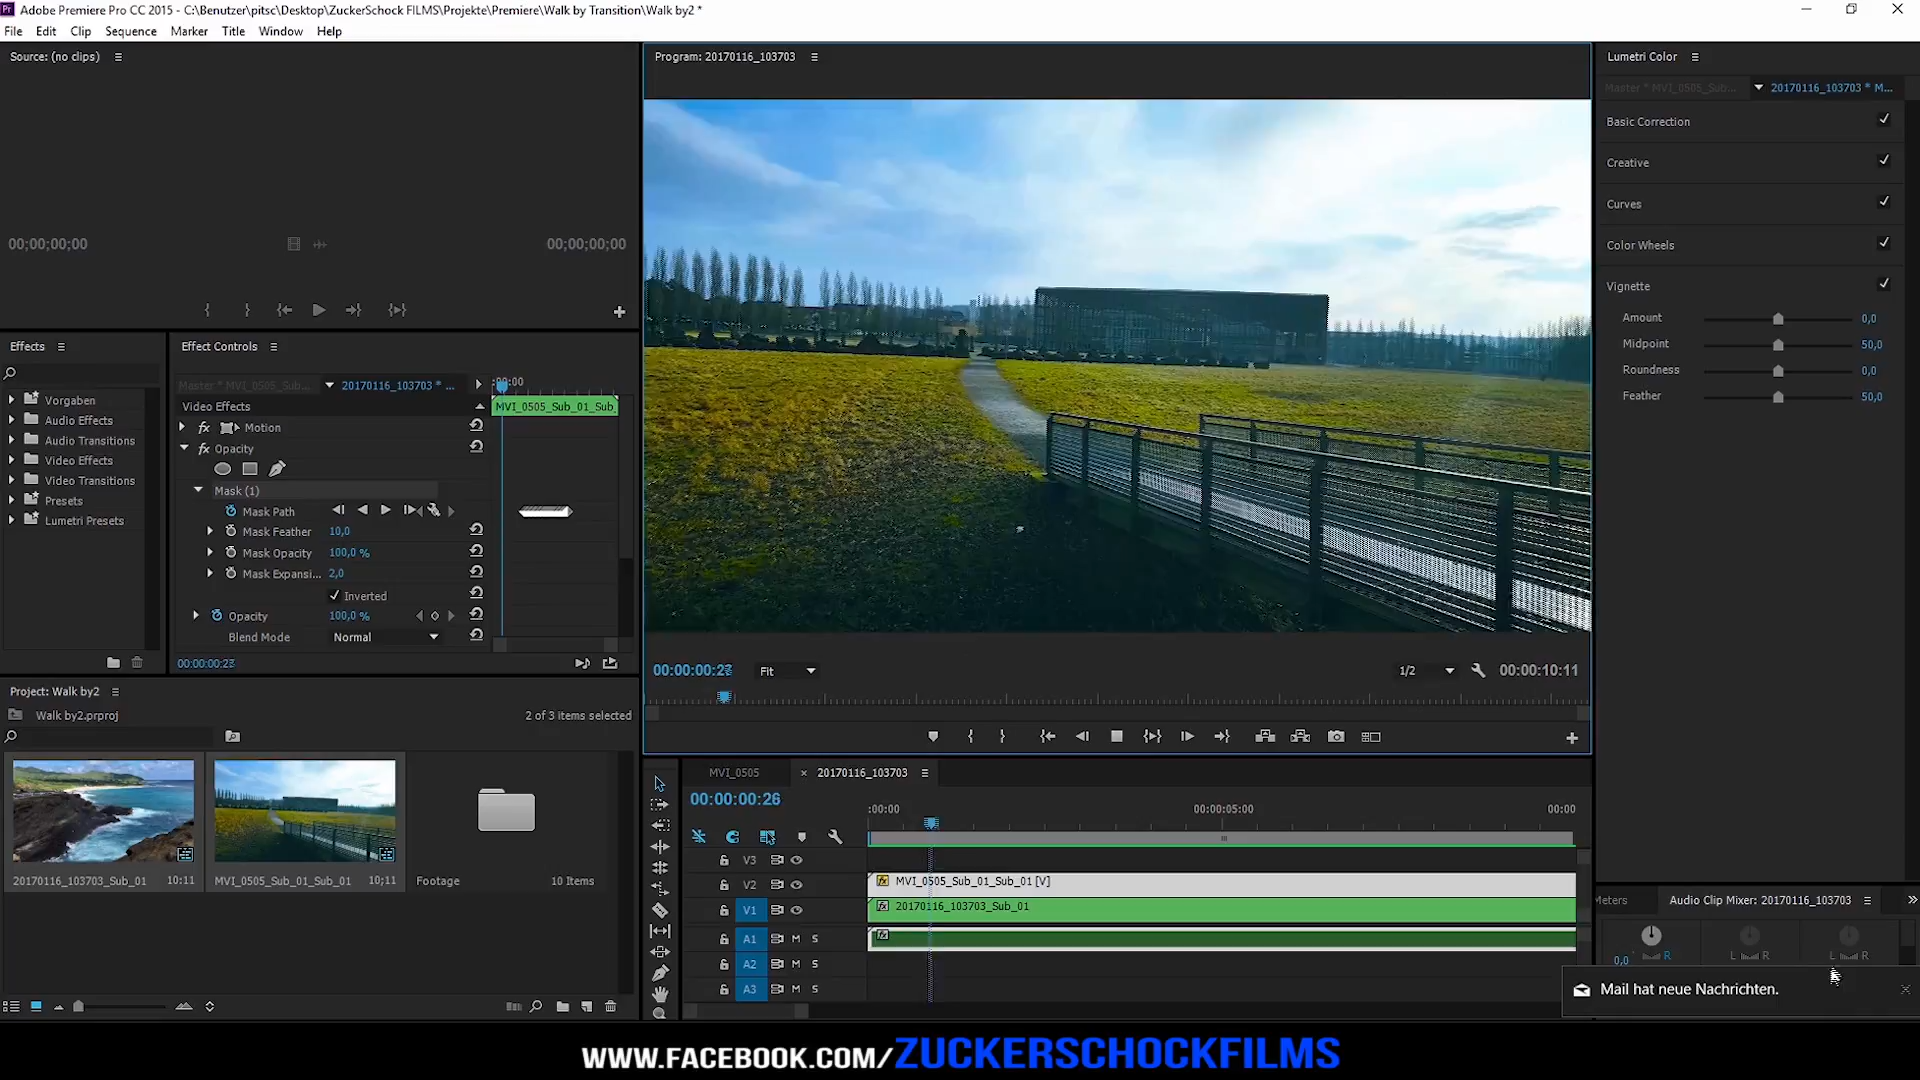 Adobe Premiere Pro CC 2015 - C:\Benutzer\pitsc\Desktop\ZuckerSchock FILMS\Projekte\Premiere\Walk by Transition\Walk by2 *
File Edit Clip Sequence Marker Title Window Help
Source: (no clips)
00;00;00;00 00;00;00;00
Effects
Vorgaben
Audio Effects
Audio Transitions
Video Effects
Video Transitions
Presets
Lumetri Presets
Effect Controls
Master * MVI_0505_Sub... 20170116_103703 * ... :00:00
Video Effects MVI_0505_Sub_01_Sub_
fx Motion
fx Opacity
Mask (1)
Mask Path
Mask Feather 10,0
Mask Opacity 100,0 %
Mask Expansi... 2,0
Inverted
Opacity 100,0 %
Blend Mode Normal
Project: Walk by2
Walk by2.prproj 2 of 3 items selected
20170116_103703_Sub_01 10:11
MVI_0505_Sub_01_Sub_01 10;11
Footage 10 Items
Program: 20170116_103703
Fit 1/2 00:00:10:11
MVI_0505 20170116_103703
00:00:00:26
:00:00 00:00:05:00 00:00
V3
V2 MVI_0505_Sub_01_Sub_01 [V]
V1 20170116_103703_Sub_01
A1 M S
A2 M S
A3 M S
Lumetri Color
Master * MVI_0505_Sub... 20170116_103703 * M...
Basic Correction
Creative
Curves
Color Wheels
Vignette
Amount 0,0
Midpoint 50,0
Roundness 0,0
Feather 50,0
Meters Audio Clip Mixer: 20170116_103703
0,0 L R L R L R
Mail hat neue Nachrichten.
WWW.FACEBOOK.COM/ZUCKERSCHOCKFILMS